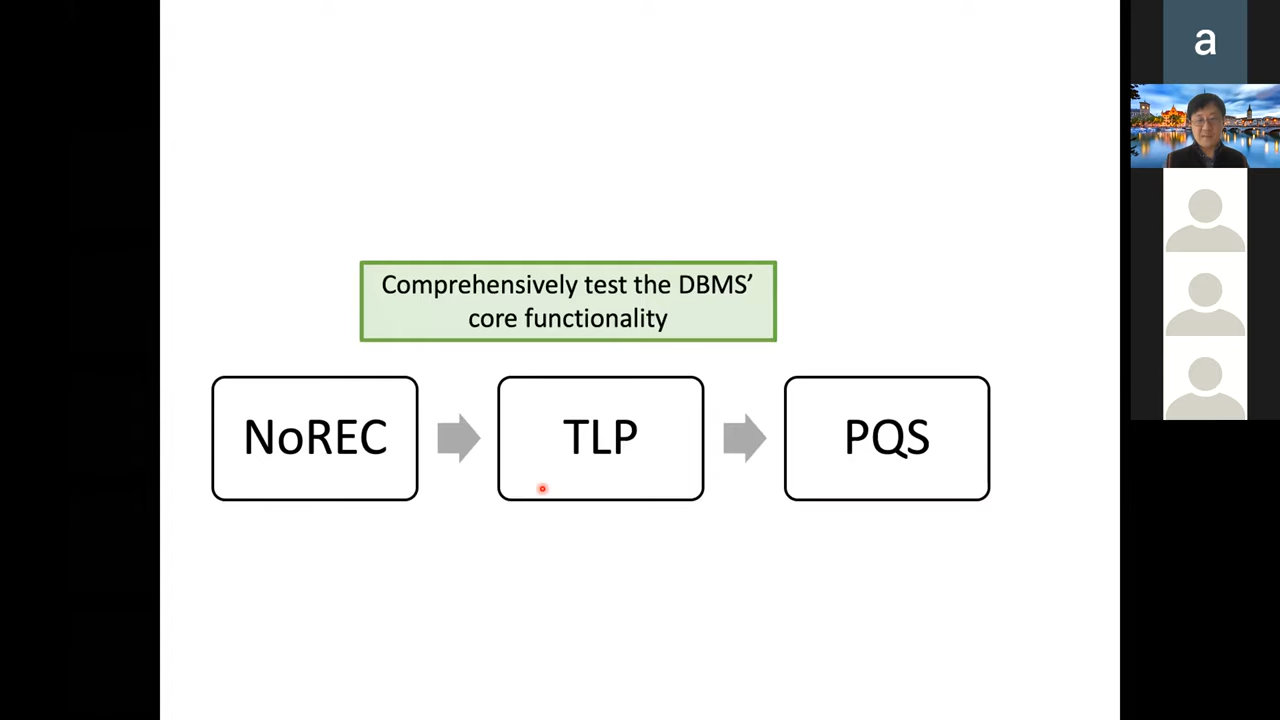 a
Comprehensively test the DBMS’
core functionality
NoREC
TLP
PQS